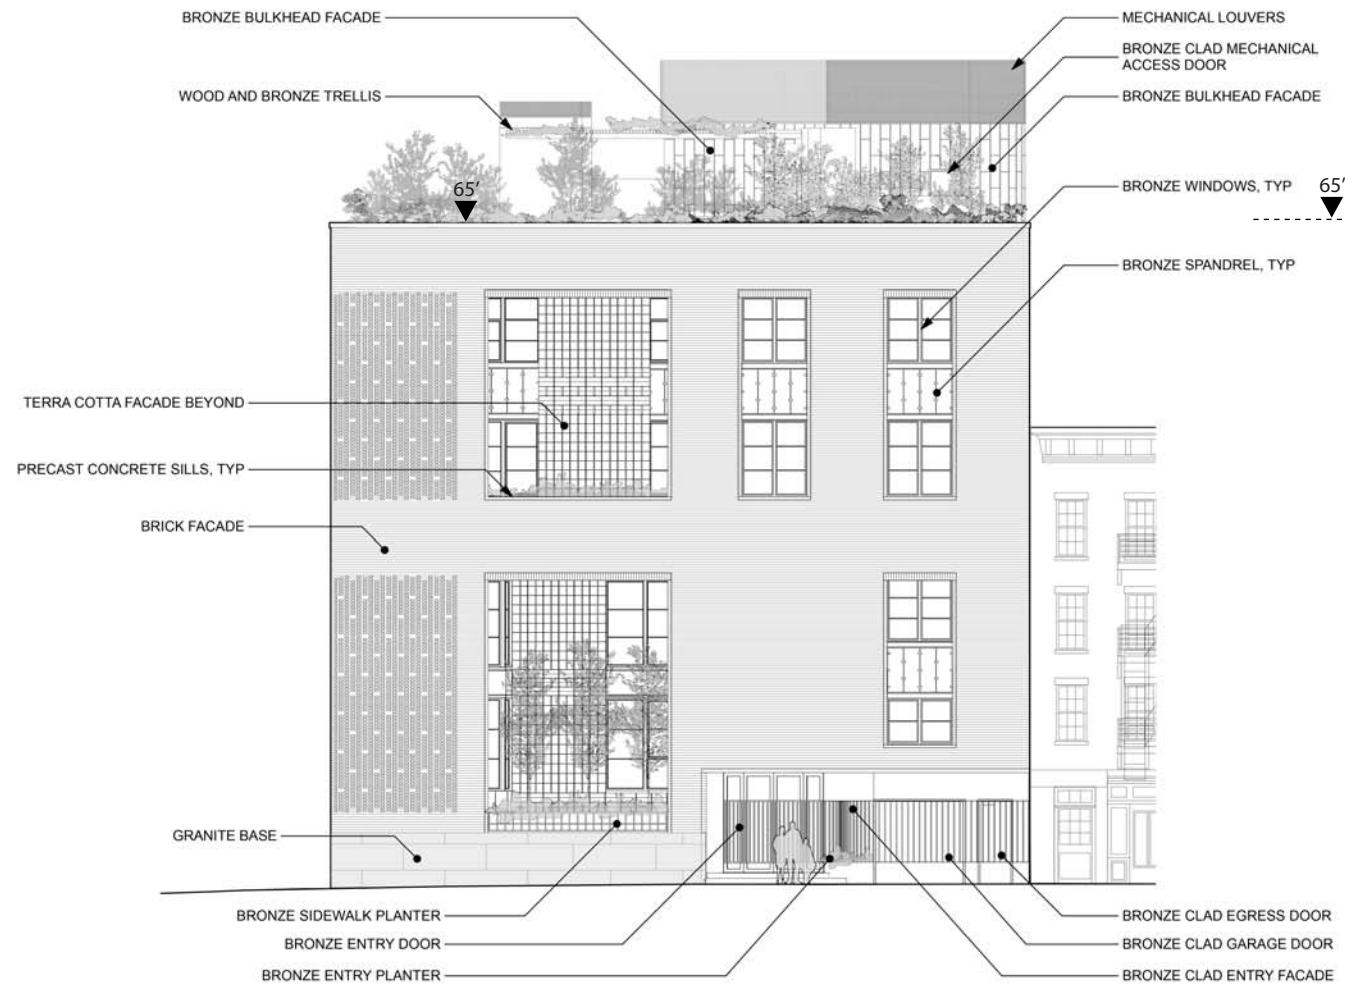 BRONZE BULKHEAD FACADE
WOOD AND BRONZE TRELLIS
65'
TERRA COTTA FACADE BEYOND
PRECAST CONCRETE SILLS, TYP
BRICK FACADE
GRANITE BASE
BRONZE SIDEWALK PLANTER
BRONZE ENTRY DOOR
BRONZE ENTRY PLANTER
MECHANICAL LOUVERS
BRONZE CLAD MECHANICAL
ACCESS DOOR
BRONZE BULKHEAD FACADE
BRONZE WINDOWS, TYP
65'
BRONZE SPANDREL, TYP
BRONZE CLAD EGRESS DOOR
BRONZE CLAD GARAGE DOOR
BRONZE CLAD ENTRY FACADE